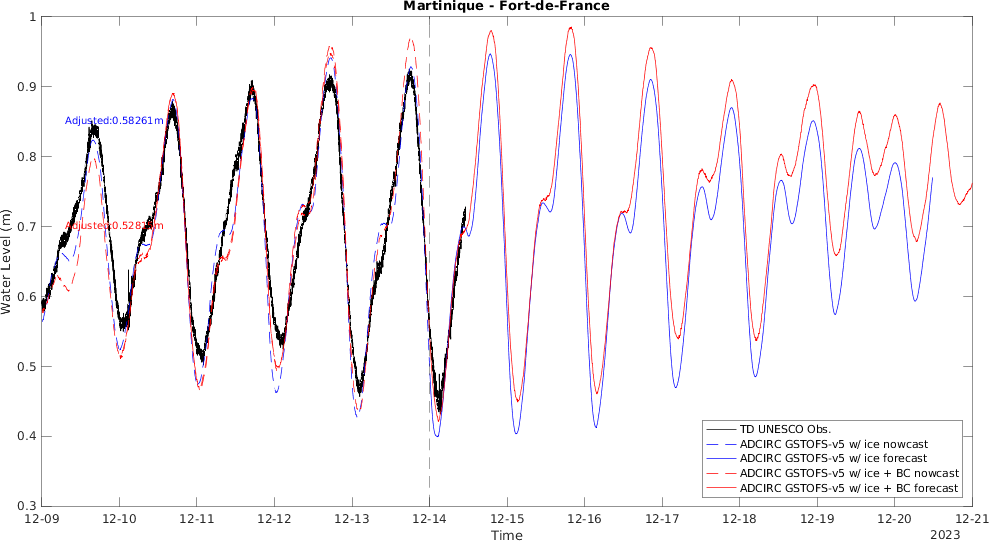 Martinique - Fort-de-France
Water Level (m)
1
0.9
0.8
0.7
0.6
0.5
0.4
0.3
Adjusted:0.58261m
TD UNESCO Obs.
ADCIRC GSTOFS-v5 w/ ice nowcast
ADCIRC GSTOFS-v5 w/ ice forecast
ADCIRC GSTOFS-v5 w/ ice + BC nowcast
ADCIRC GSTOFS-v5 w/ ice + BC forecast
12-09 12-10 12-11 12-12 12-13 12-14 12-15 12-16 12-17 12-18 12-19 12-20 12-21
Time
2023